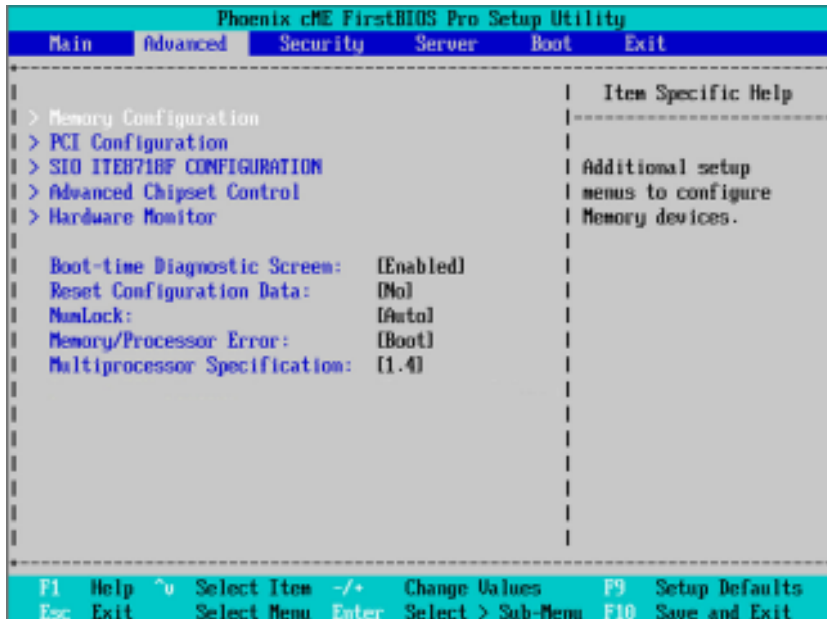 Phoenix cME FirstBIOS Pro Setup Utility
Main Advanced Security Server Boot Exit
Item Specific Help
> Memory Configuration
> PCI Configuration
> SIO ITE8718F CONFIGURATION
> Advanced Chipset Control
> Hardware Monitor
Additional setup
menus to configure
Memory devices.
Boot-time Diagnostic Screen: [Enabled]
Reset Configuration Data: [No]
NumLock: [Auto]
Memory/Processor Error: [Boot]
Multiprocessor Specification: [1.4]
F1 Help ^v Select Item -/+ Change Values F9 Setup Defaults
Esc Exit Select Menu Enter Select > Sub-Menu F10 Save and Exit